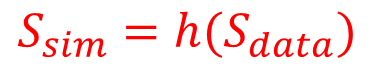 S_sim = h(S_data)